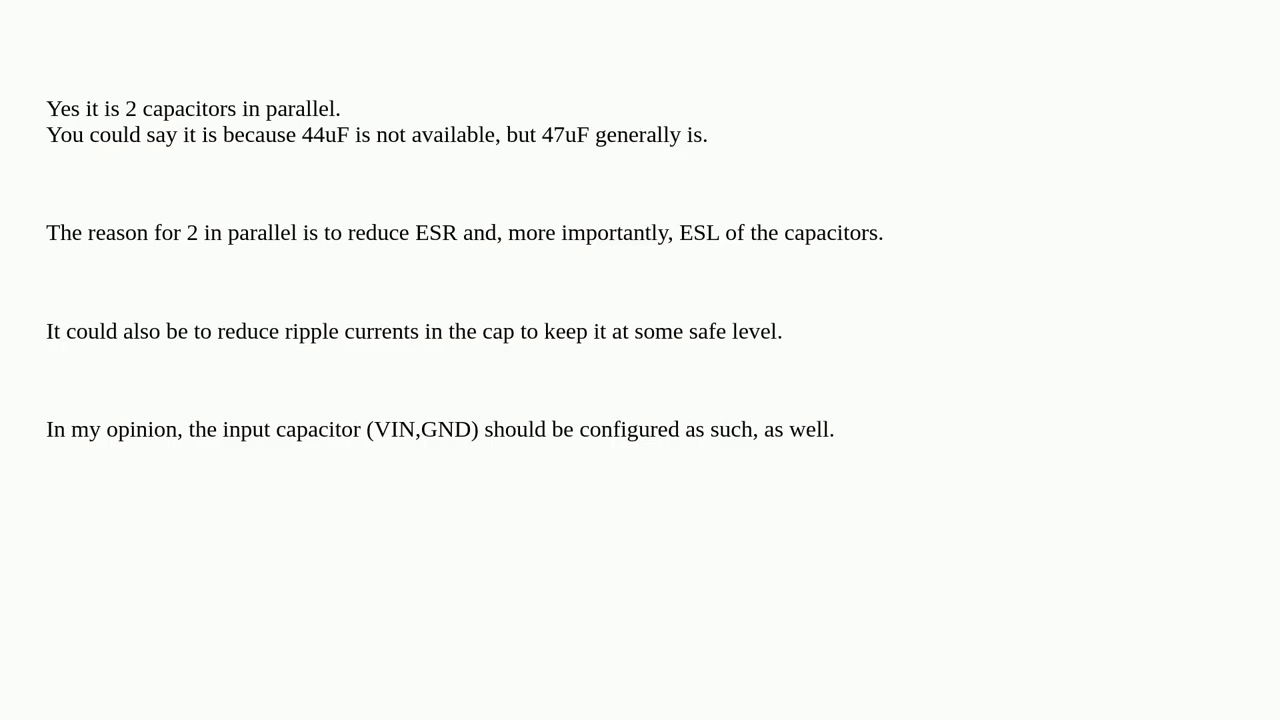 Yes it is 2 capacitors in parallel.
You could say it is because 44uF is not available, but 47uF generally is.
The reason for 2 in parallel is to reduce ESR and, more importantly, ESL of the capacitors.
It could also be to reduce ripple currents in the cap to keep it at some safe level.
In my opinion, the input capacitor (VIN,GND) should be configured as such, as well.